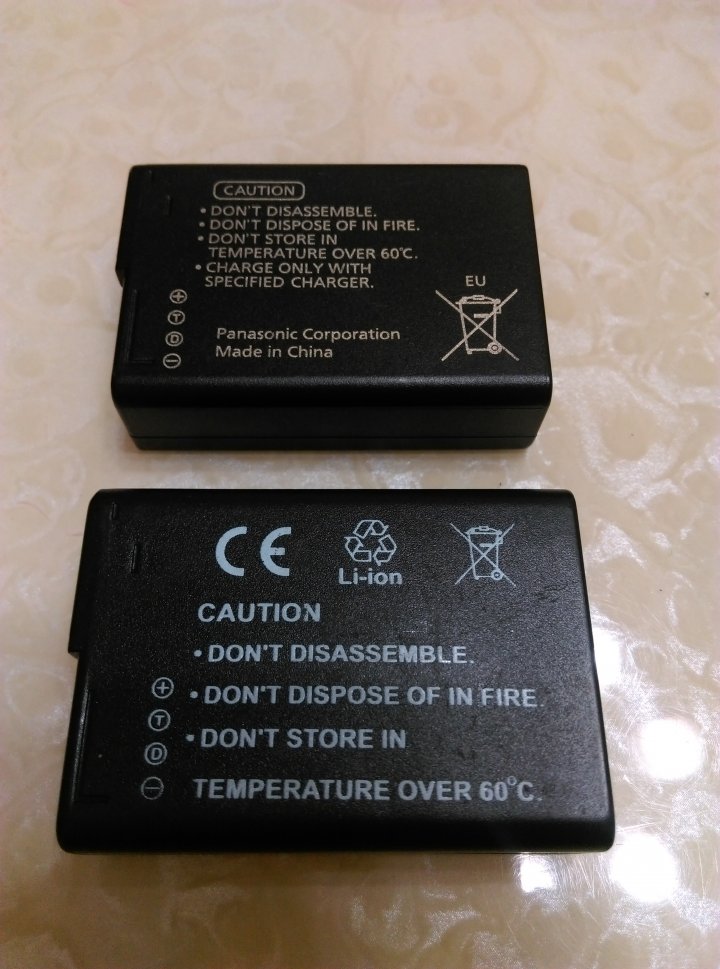 CAUTION
• DON'T DISASSEMBLE.
• DON'T DISPOSE OF IN FIRE.
• DON'T STORE IN
TEMPERATURE OVER 60℃.
• CHARGE ONLY WITH
SPECIFIED CHARGER.
EU
+
T
D
−
Panasonic Corporation
Made in China
CE
Li-ion
CAUTION
• DON'T DISASSEMBLE.
• DON'T DISPOSE OF IN FIRE.
• DON'T STORE IN
TEMPERATURE OVER 60°C.
+
T
D
−